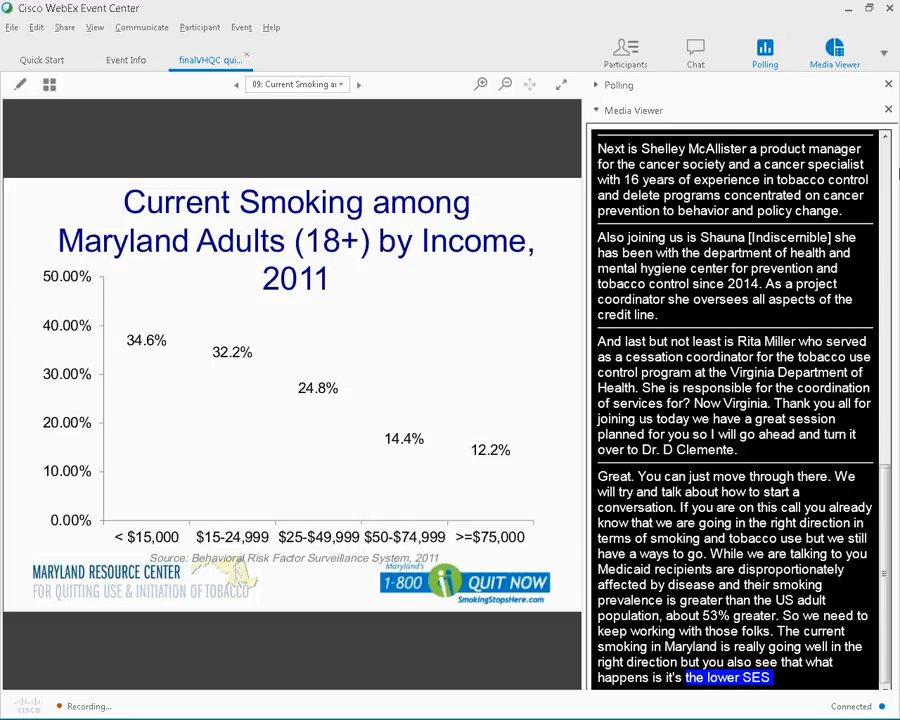 Cisco WebEx Event Center
File Edit Share View Communicate Participant Event Help
Quick Start Event Info finalVHQC qui...
Participants Chat Polling Media Viewer
09: Current Smoking ar
Polling
Media Viewer
Current Smoking among
Maryland Adults (18+) by Income,
2011
50.00%
40.00%
30.00%
20.00%
10.00%
0.00%
34.6%
32.2%
24.8%
14.4%
12.2%
< $15,000 $15-24,999 $25-$49,999 $50-$74,999 >=$75,000
Source: Behavioral Risk Factor Surveillance System, 2011
MARYLAND RESOURCE CENTER
FOR QUITTING USE & INITIATION OF TOBACCO
Maryland's
1-800 QUIT NOW
SmokingStopsHere.com
Next is Shelley McAllister a product manager
for the cancer society and a cancer specialist
with 16 years of experience in tobacco control
and delete programs concentrated on cancer
prevention to behavior and policy change.
Also joining us is Shauna [Indiscernible] she
has been with the department of health and
mental hygiene center for prevention and
tobacco control since 2014. As a project
coordinator she oversees all aspects of the
credit line.
And last but not least is Rita Miller who served
as a cessation coordinator for the tobacco use
control program at the Virginia Department of
Health. She is responsible for the coordination
of services for? Now Virginia. Thank you all for
joining us today we have a great session
planned for you so I will go ahead and turn it
over to Dr. D Clemente.
Great. You can just move through there. We
will try and talk about how to start a
conversation. If you are on this call you already
know that we are going in the right direction in
terms of smoking and tobacco use but we still
have a ways to go. While we are talking to you
Medicaid recipients are disproportionately
affected by disease and their smoking
prevalence is greater than the US adult
population, about 53% greater. So we need to
keep working with those folks. The current
smoking in Maryland is really going well in the
right direction but you also see that what
happens is it's the lower SES
CISCO
Recording...
Connected